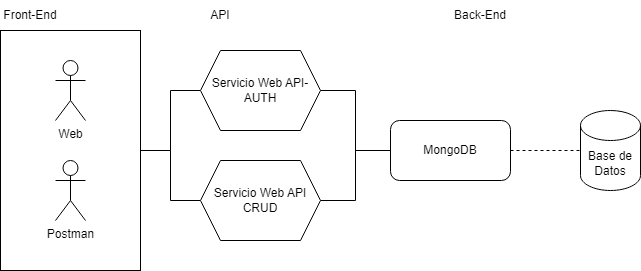 Front-End
API
Back-End
Web
Postman
Servicio Web API-
AUTH
Servicio Web API
CRUD
MongoDB
Base de
Datos